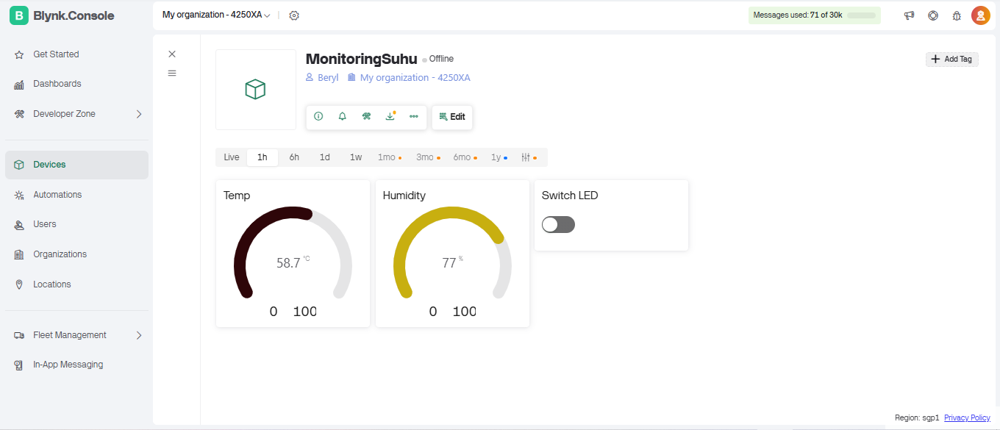 B Blynk.Console
My organization - 4250XA
Messages used: 71 of 30k
Get Started
Dashboards
Developer Zone
Devices
Automations
Users
Organizations
Locations
Fleet Management
In-App Messaging
MonitoringSuhu Offline
Add Tag
Beryl My organization - 4250XA
Edit
Live 1h 6h 1d 1w 1mo 3mo 6mo 1y
Temp
58.7 °C
0 100
Humidity
77 %
0 100
Switch LED
Region: sgp1 Privacy Policy